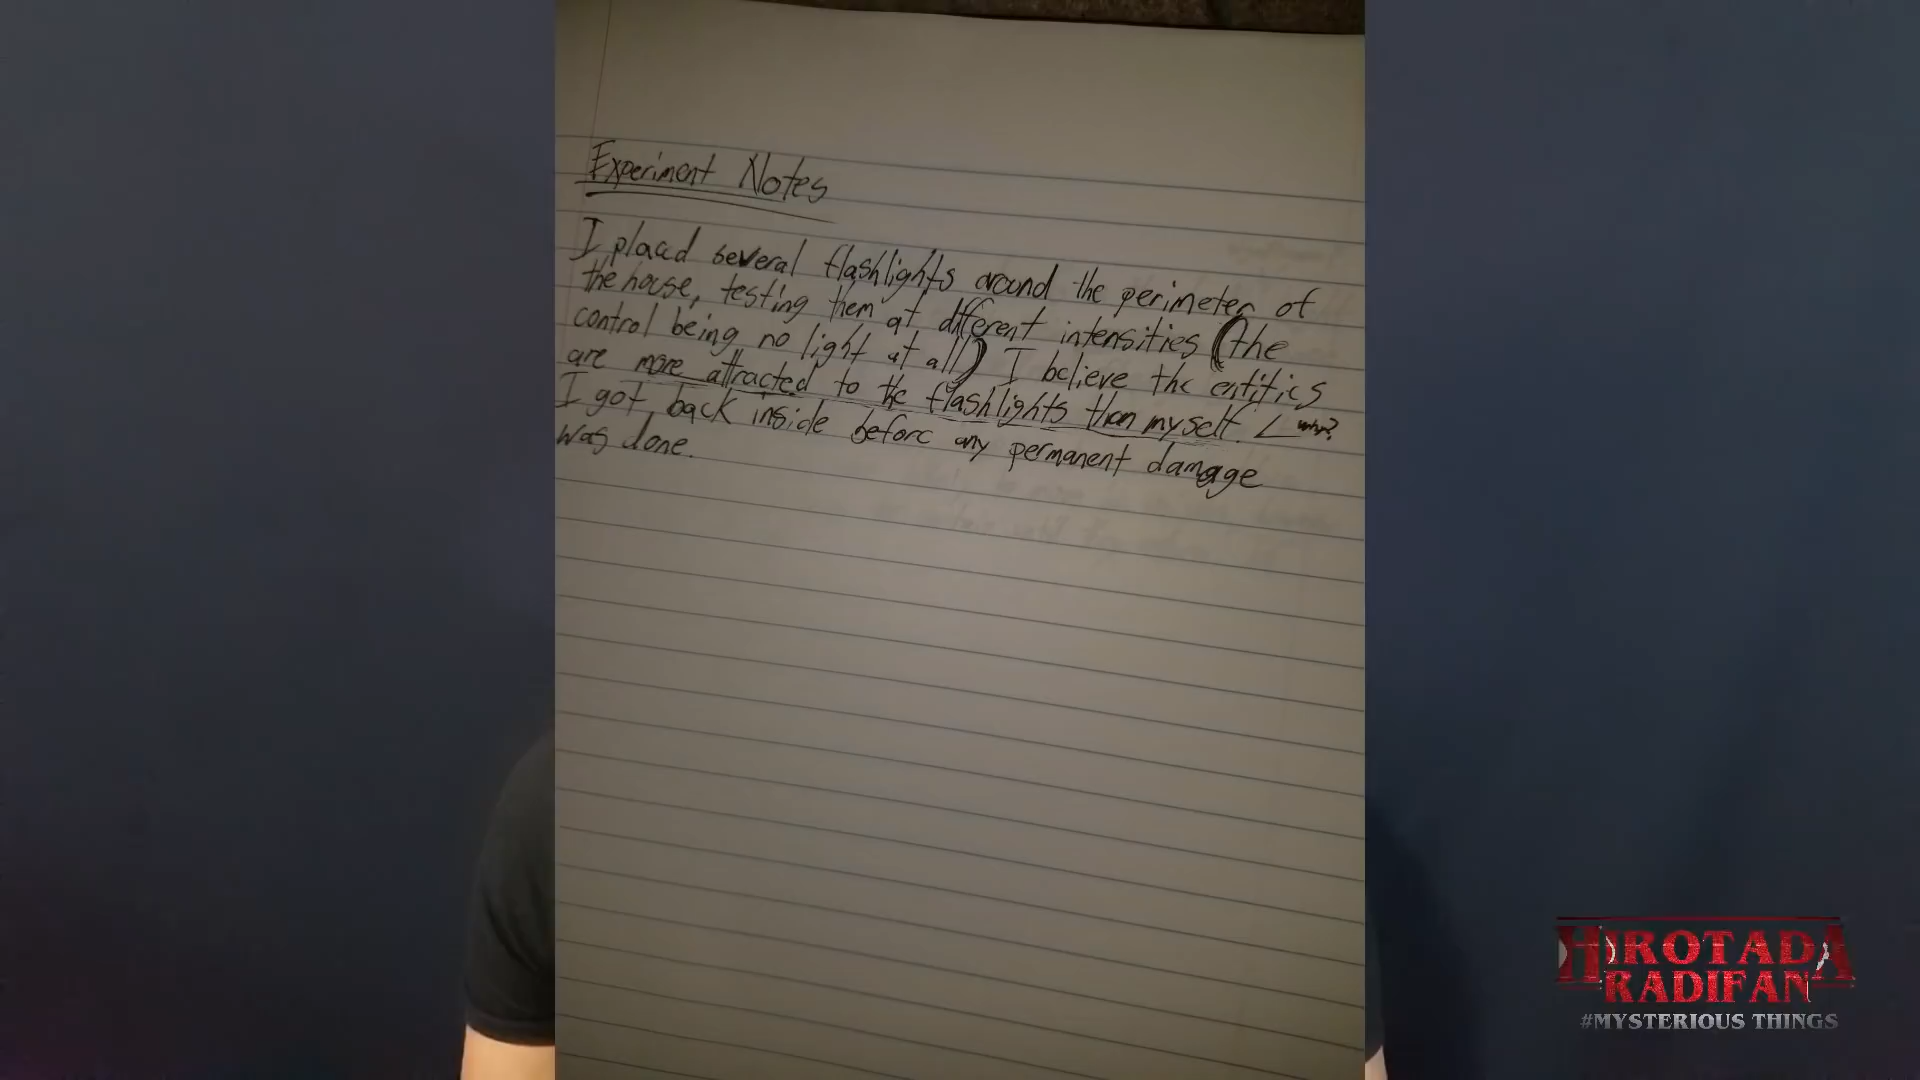 Experiment Notes
I placed several flashlights around the perimeter of
the house, testing them at different intensities (the
control being no light at all) I believe the entities
are more attracted to the flashlights than myself. < why?
I got back inside before any permanent damage
was done.
HIROTADA
RADIFAN
#MYSTERIOUS THINGS